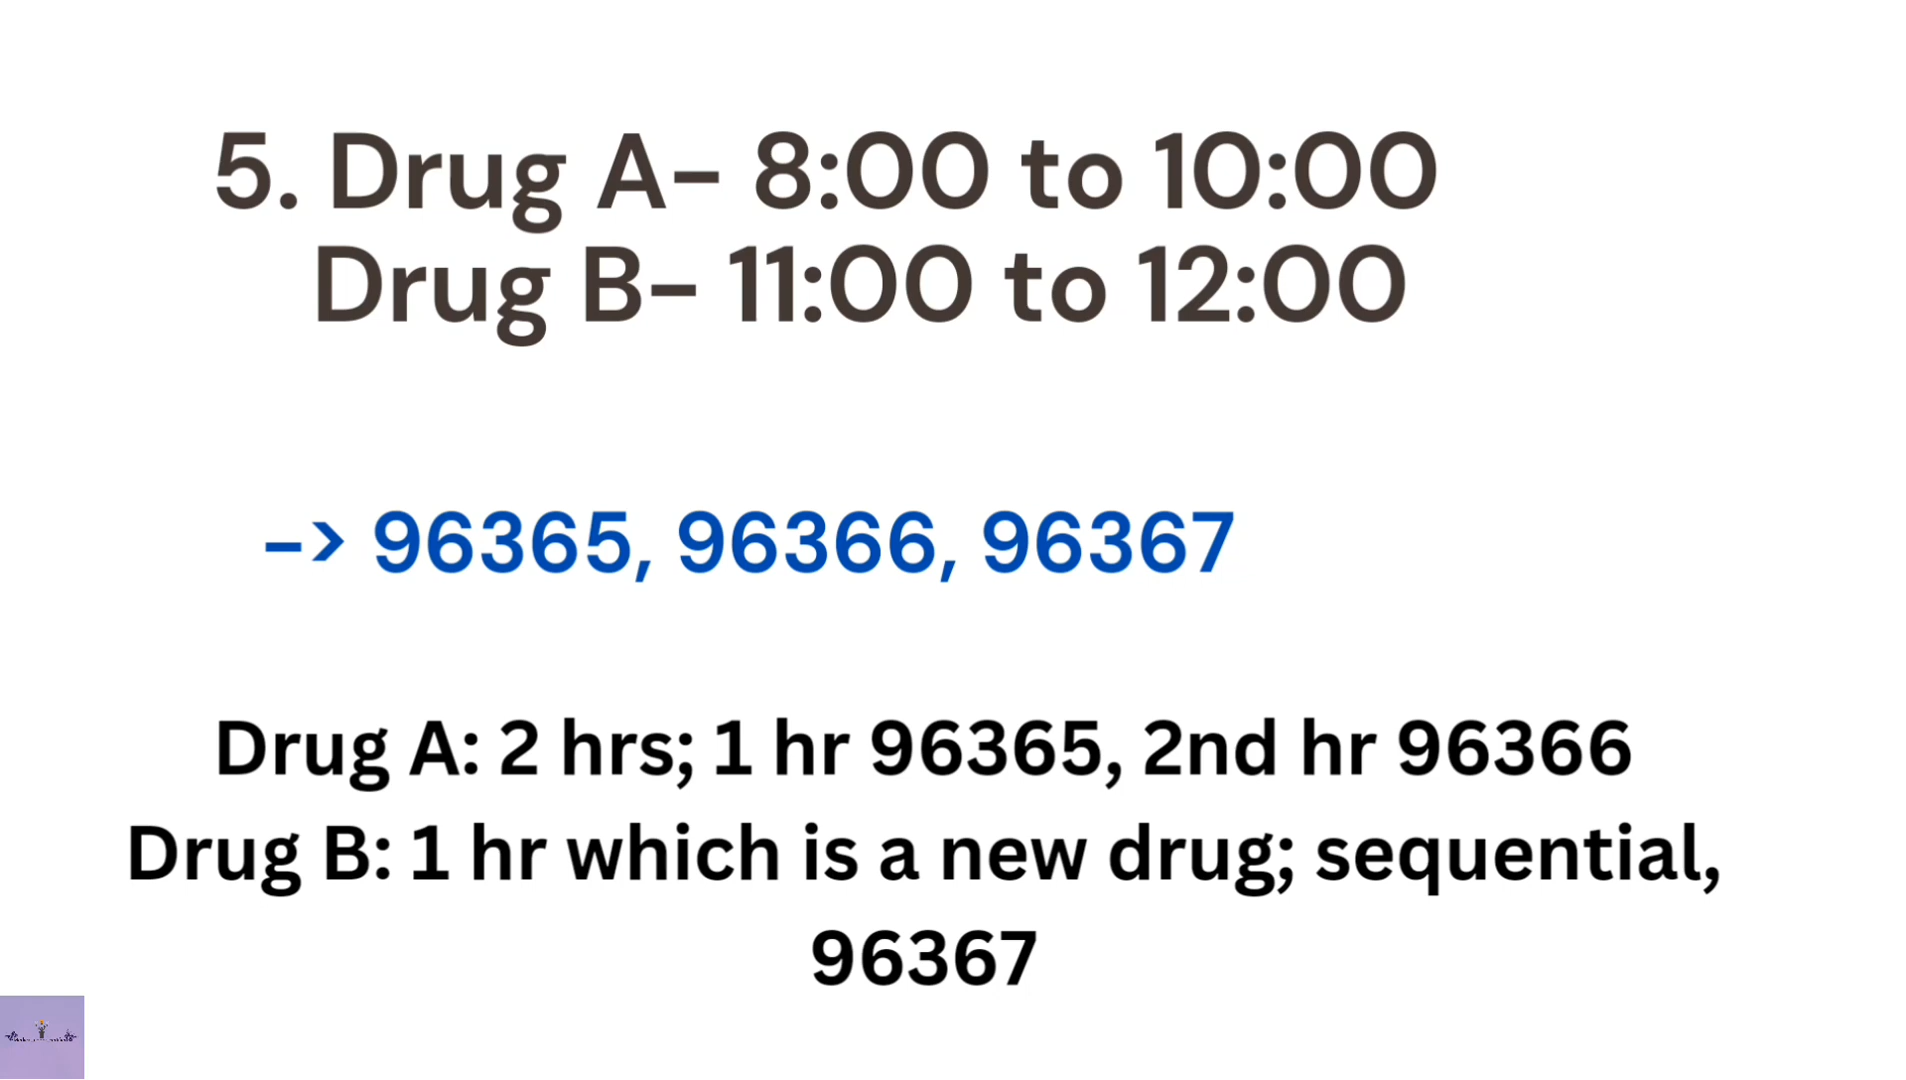 5. Drug A– 8:00 to 10:00
Drug B– 11:00 to 12:00
–> 96365, 96366, 96367
Drug A: 2 hrs; 1 hr 96365, 2nd hr 96366
Drug B: 1 hr which is a new drug; sequential,
96367